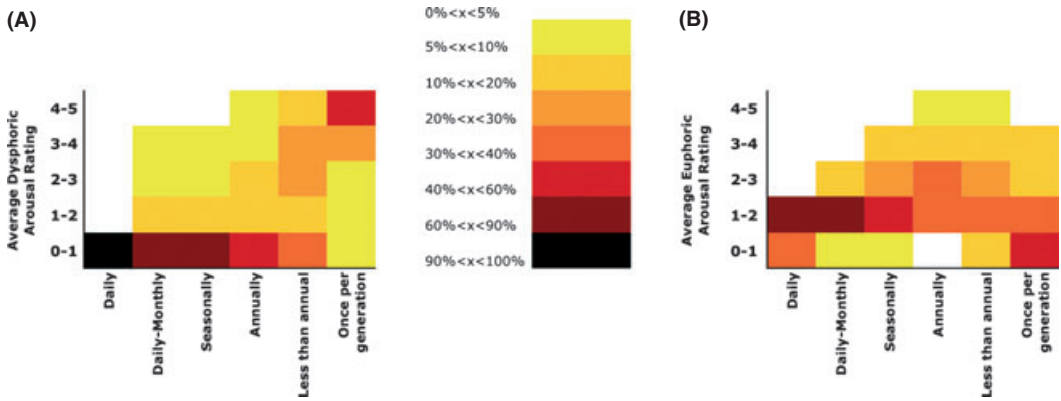 (A)
Average Dysphoric
Arousal Rating
4-5
3-4
2-3
1-2
0-1
Daily
Daily-Monthly
Seasonally
Annually
Less than annual
Once per
generation
0%<x<5%
5%<x<10%
10%<x<20%
20%<x<30%
30%<x<40%
40%<x<60%
60%<x<90%
90%<x<100%
(B)
Average Euphoric
Arousal Rating
4-5
3-4
2-3
1-2
0-1
Daily
Daily-Monthly
Seasonally
Annually
Less than annual
Once per
generation